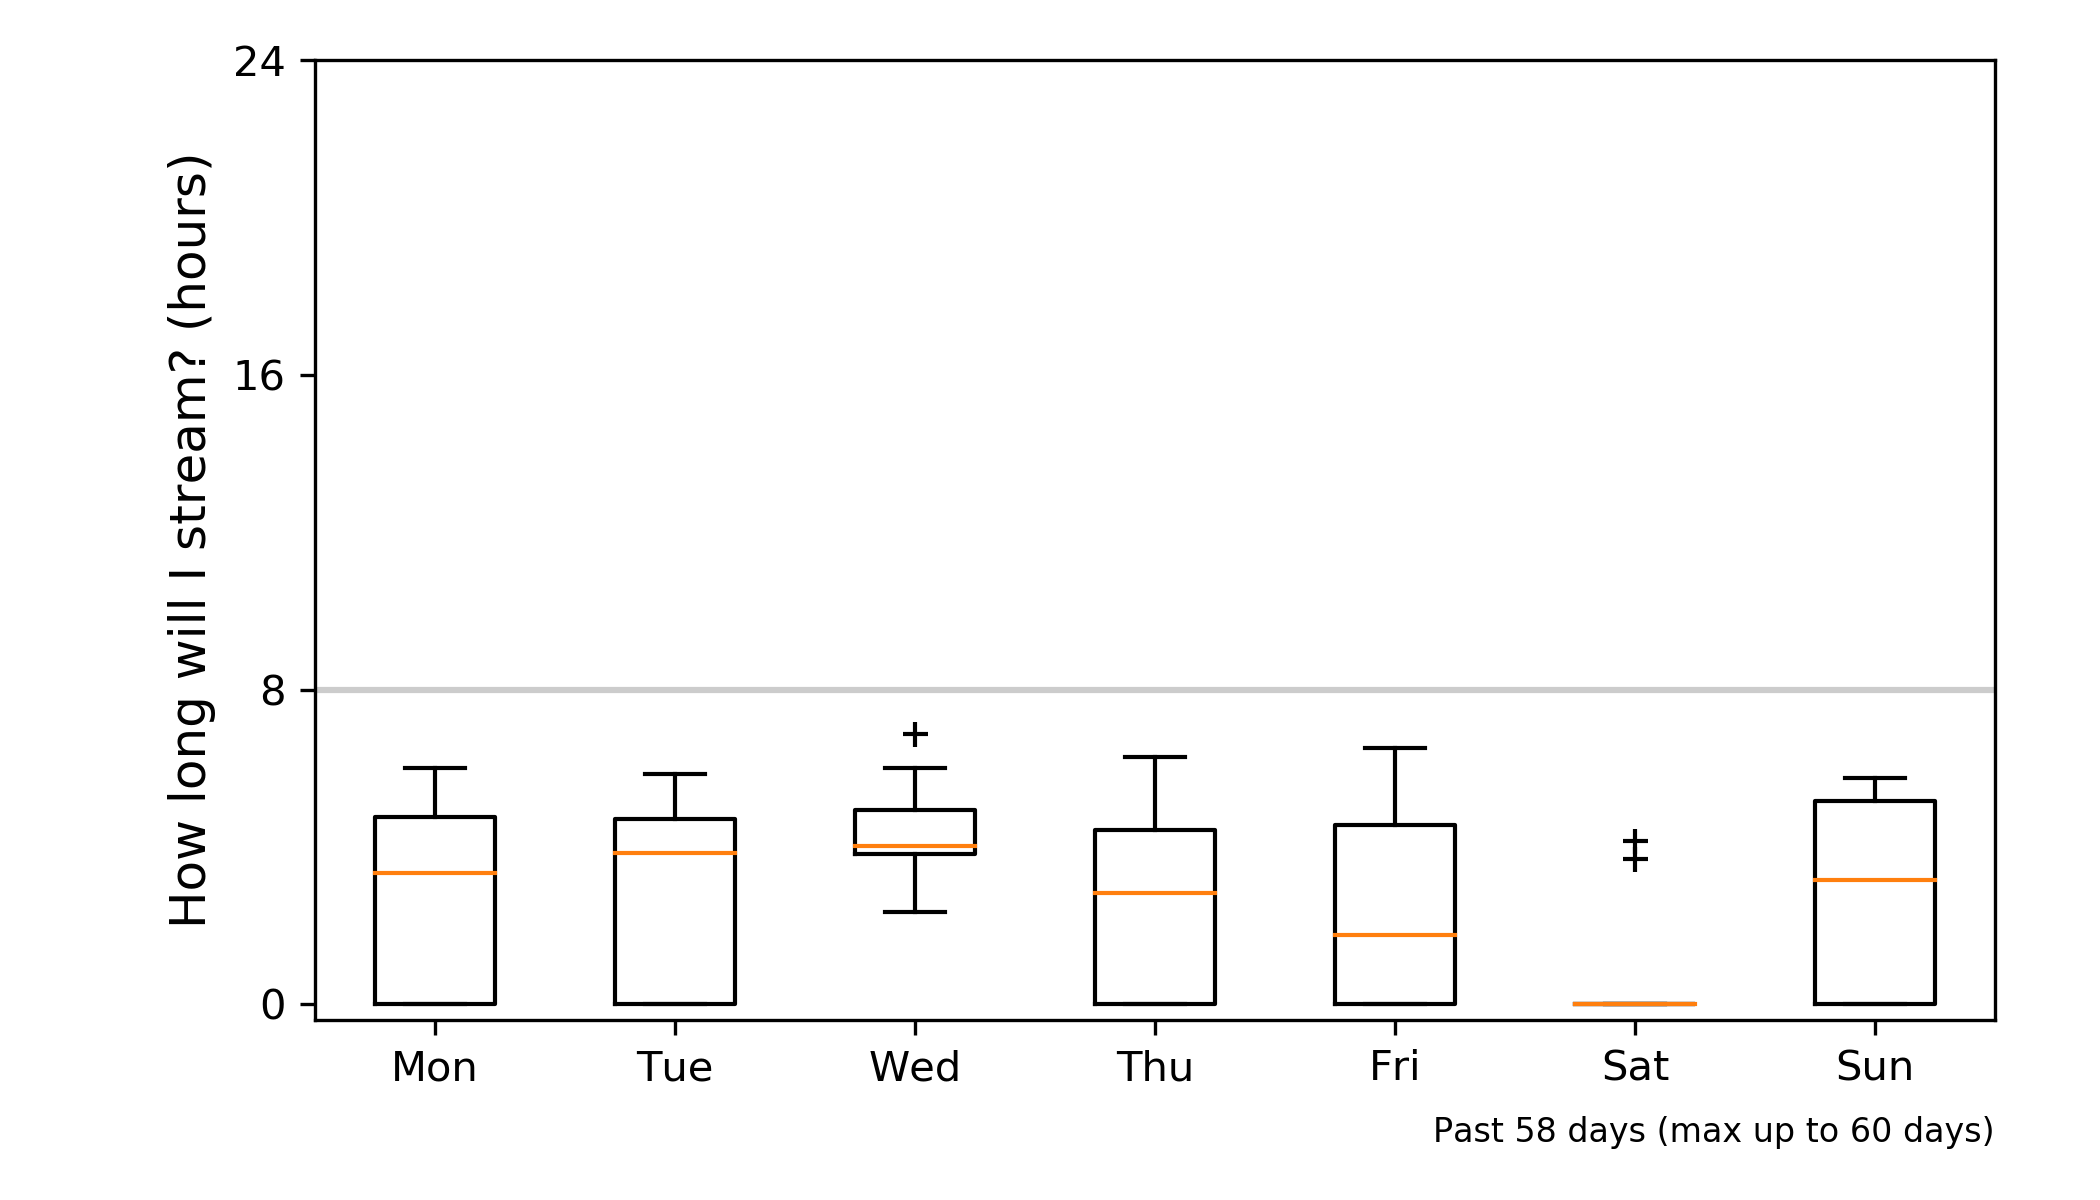 How long will I stream? (hours)
24
16
8
0
Mon Tue Wed Thu Fri Sat Sun
Past 58 days (max up to 60 days)